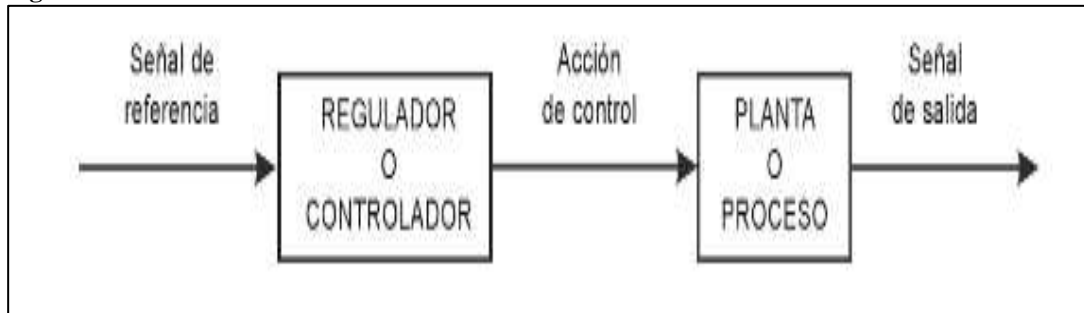 Señal de
referencia
REGULADOR
O
CONTROLADOR
Acción
de control
PLANTA
O
PROCESO
Señal
de salida